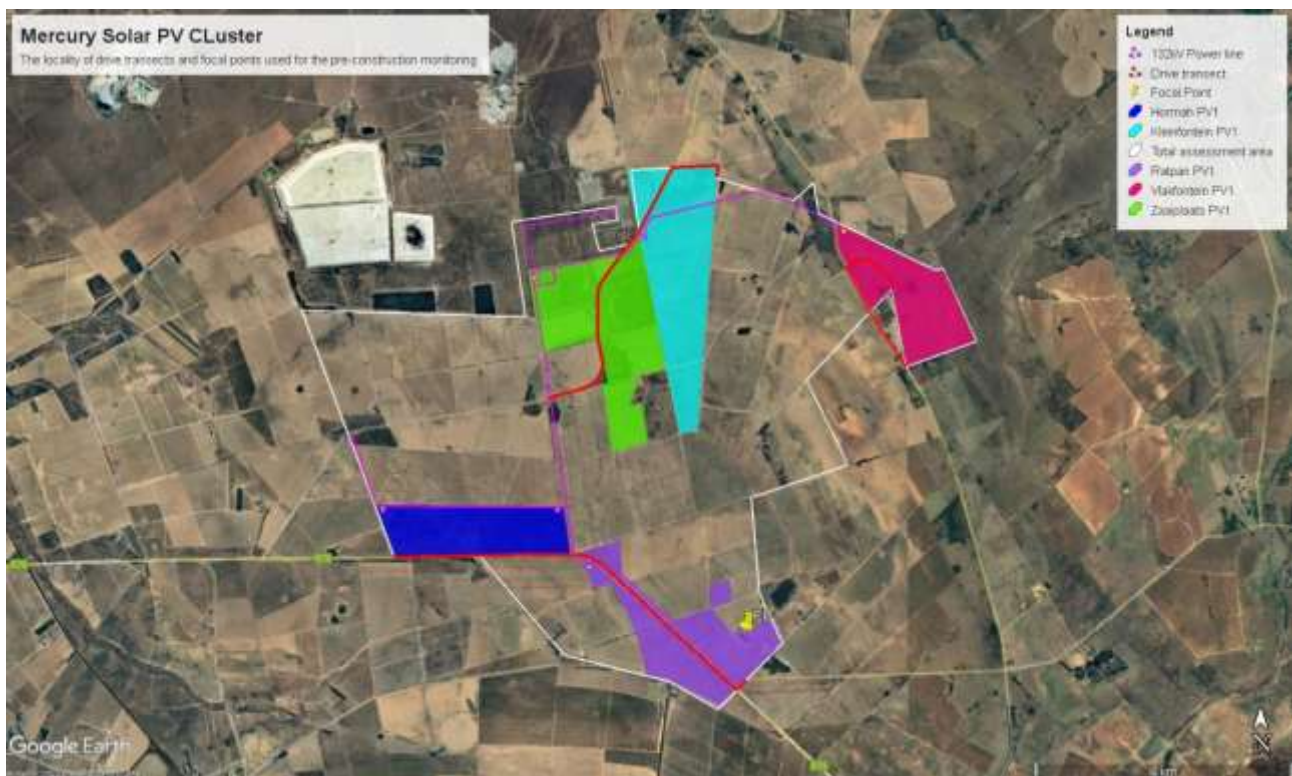 Mercury Solar PV CLuster
The locality of drive transects and focal points used for the pre-construction monitoring
Legend
132kV Power line
Drive transect
Focal Point
Hormah PV1
Kleinfontein PV1
Total assessment area
Ratpan PV1
Vlakfontein PV1
Zaaiplaats PV1
Google Earth
N